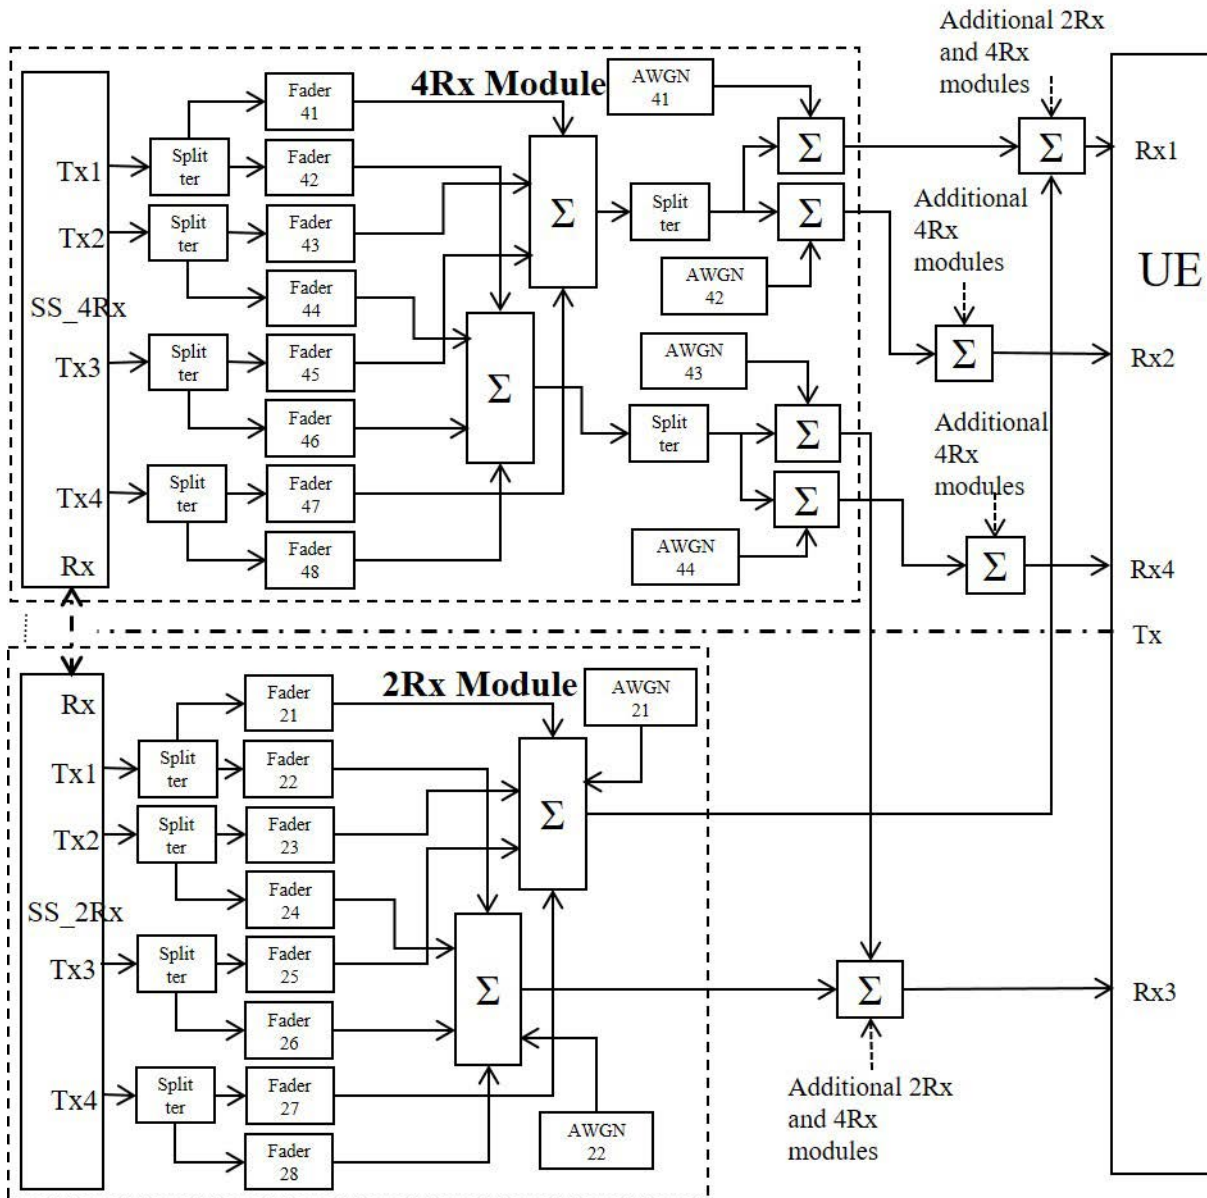 Additional 2Rx
and 4Rx
modules
4Rx Module
AWGN
41
Fader
41
Tx1
Split
ter
Fader
42
Σ
Σ
Σ
Rx1
Tx2
Split
ter
Fader
43
Σ
Split
ter
Σ
Additional
4Rx
modules
UE
Fader
44
AWGN
42
SS_4Rx
Tx3
Split
ter
Fader
45
Σ
AWGN
43
Σ
Rx2
Fader
46
Split
ter
Σ
Additional
4Rx
modules
Tx4
Split
ter
Fader
47
Σ
Fader
48
AWGN
44
Σ
Rx4
Rx
Tx
2Rx Module
Rx
Fader
21
AWGN
21
Tx1
Split
ter
Fader
22
Tx2
Split
ter
Fader
23
Σ
Fader
24
SS_2Rx
Tx3
Split
ter
Fader
25
Σ
Σ
Rx3
Fader
26
Tx4
Split
ter
Fader
27
Additional 2Rx
and 4Rx
modules
Fader
28
AWGN
22